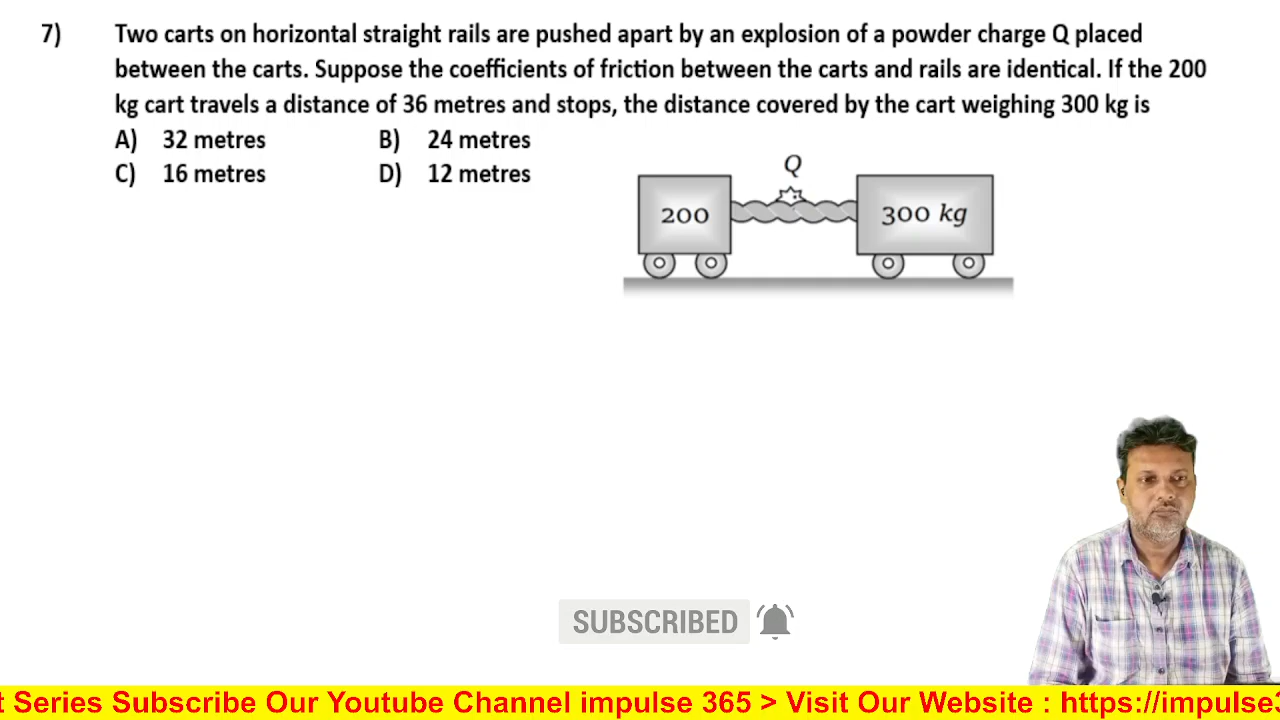 7) Two carts on horizontal straight rails are pushed apart by an explosion of a powder charge Q placed
between the carts. Suppose the coefficients of friction between the carts and rails are identical. If the 200
kg cart travels a distance of 36 metres and stops, the distance covered by the cart weighing 300 kg is
A) 32 metres B) 24 metres
C) 16 metres D) 12 metres
Q
200
300 kg
SUBSCRIBED
t Series Subscribe Our Youtube Channel impulse 365 > Visit Our Website : https://impulse3